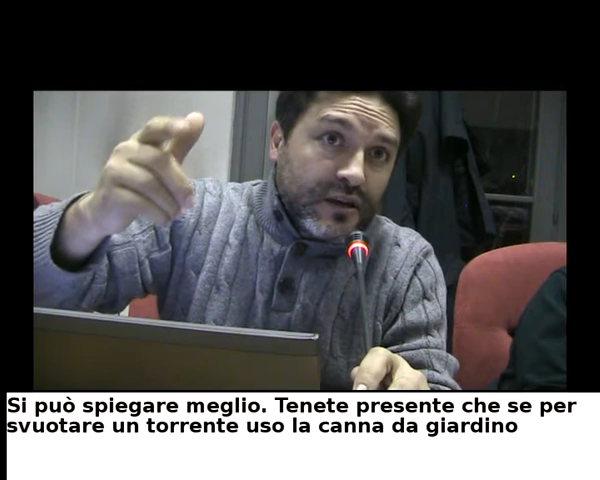 Si può spiegare meglio. Tenete presente che se per
svuotare un torrente uso la canna da giardino